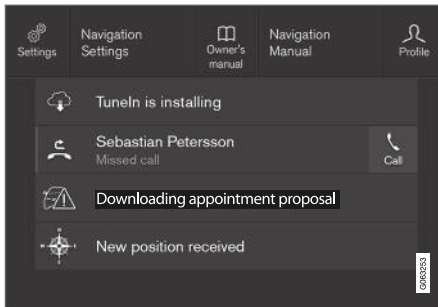 Settings
Navigation
Settings
Owner's
manual
Navigation
Manual
Profile
TuneIn is installing
Sebastian Petersson
Missed call
Call
Downloading appointment proposal
New position received
G063253